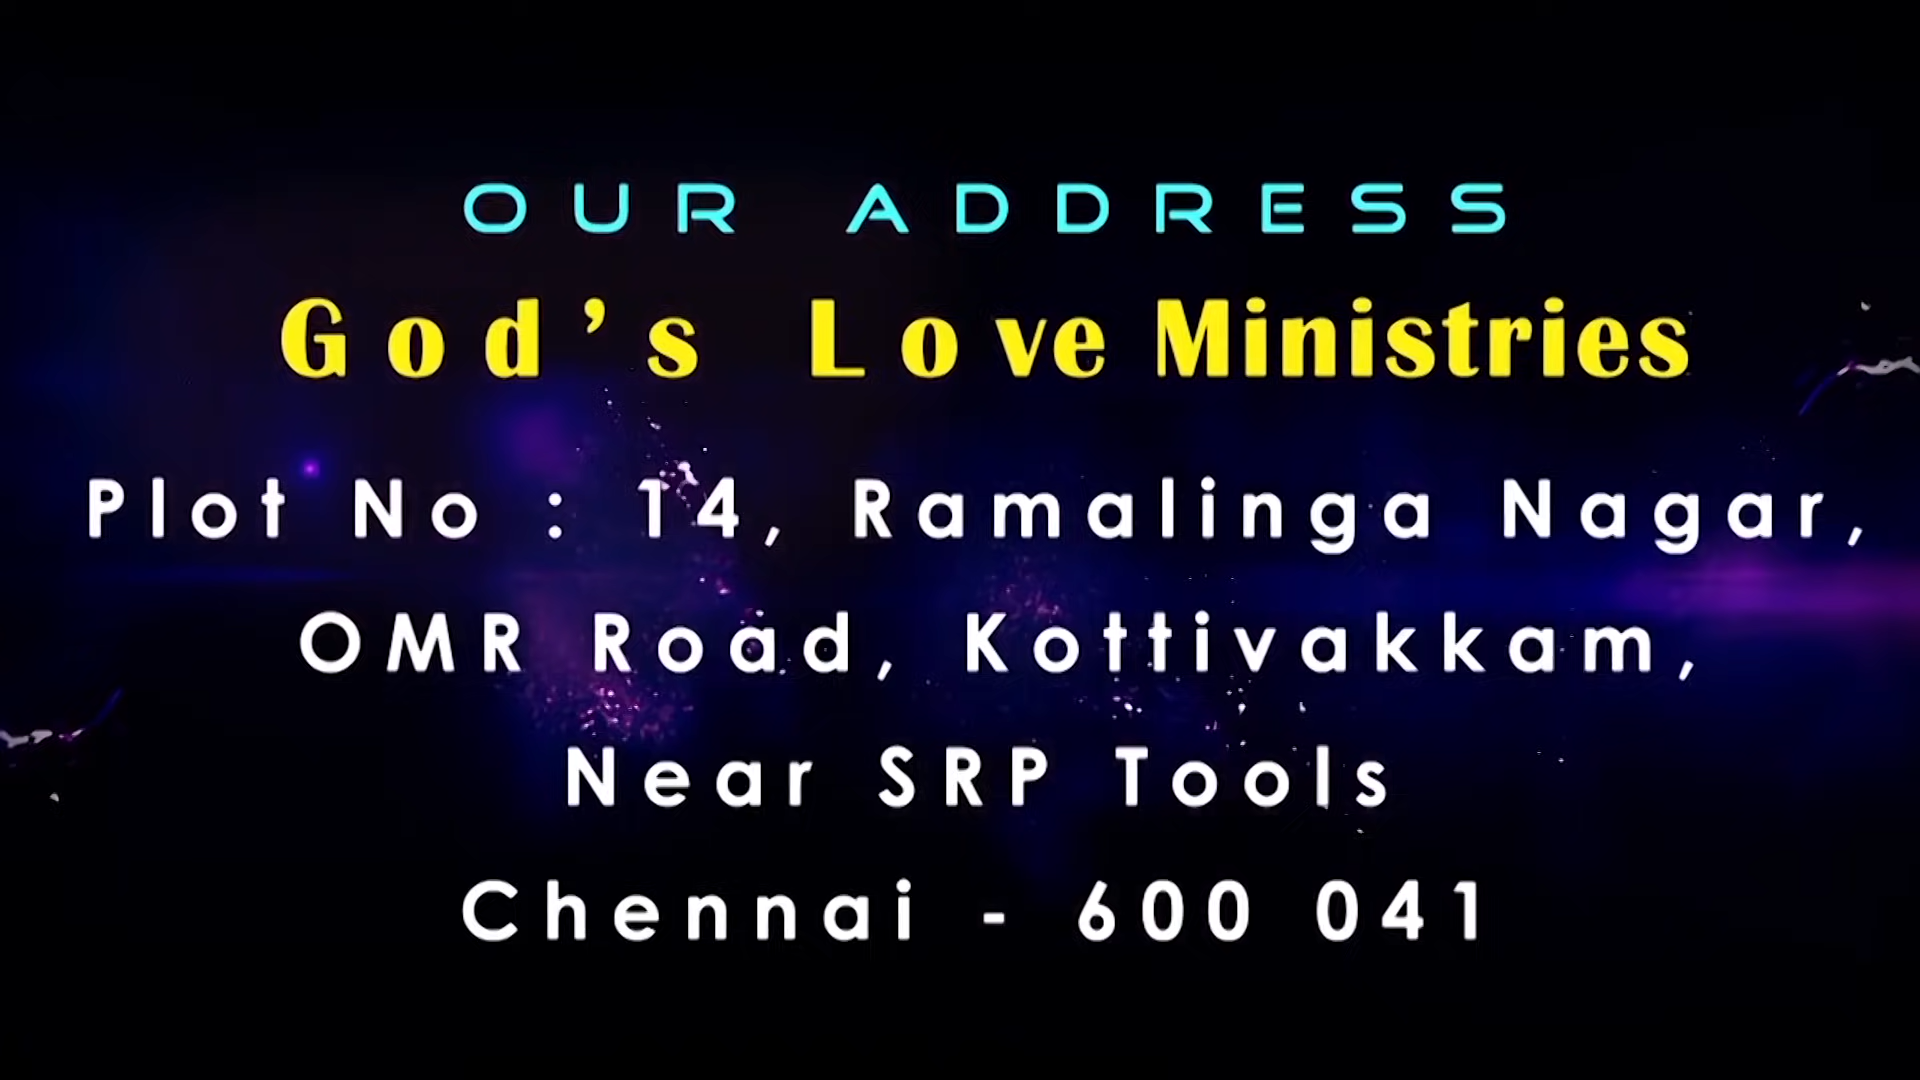 OUR ADDRESS
God’s Love Ministries
Plot No : 14, Ramalinga Nagar,
OMR Road, Kottivakkam,
Near SRP Tools
Chennai - 600 041